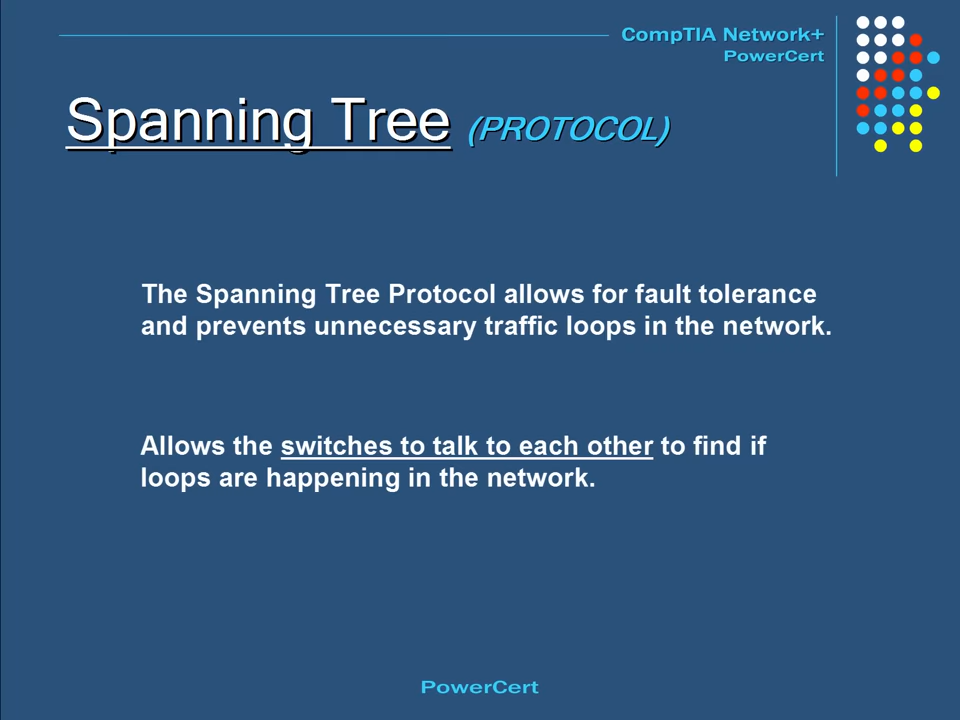 CompTIA Network+
PowerCert
Spanning Tree (PROTOCOL)
The Spanning Tree Protocol allows for fault tolerance
and prevents unnecessary traffic loops in the network.
Allows the switches to talk to each other to find if
loops are happening in the network.
PowerCert